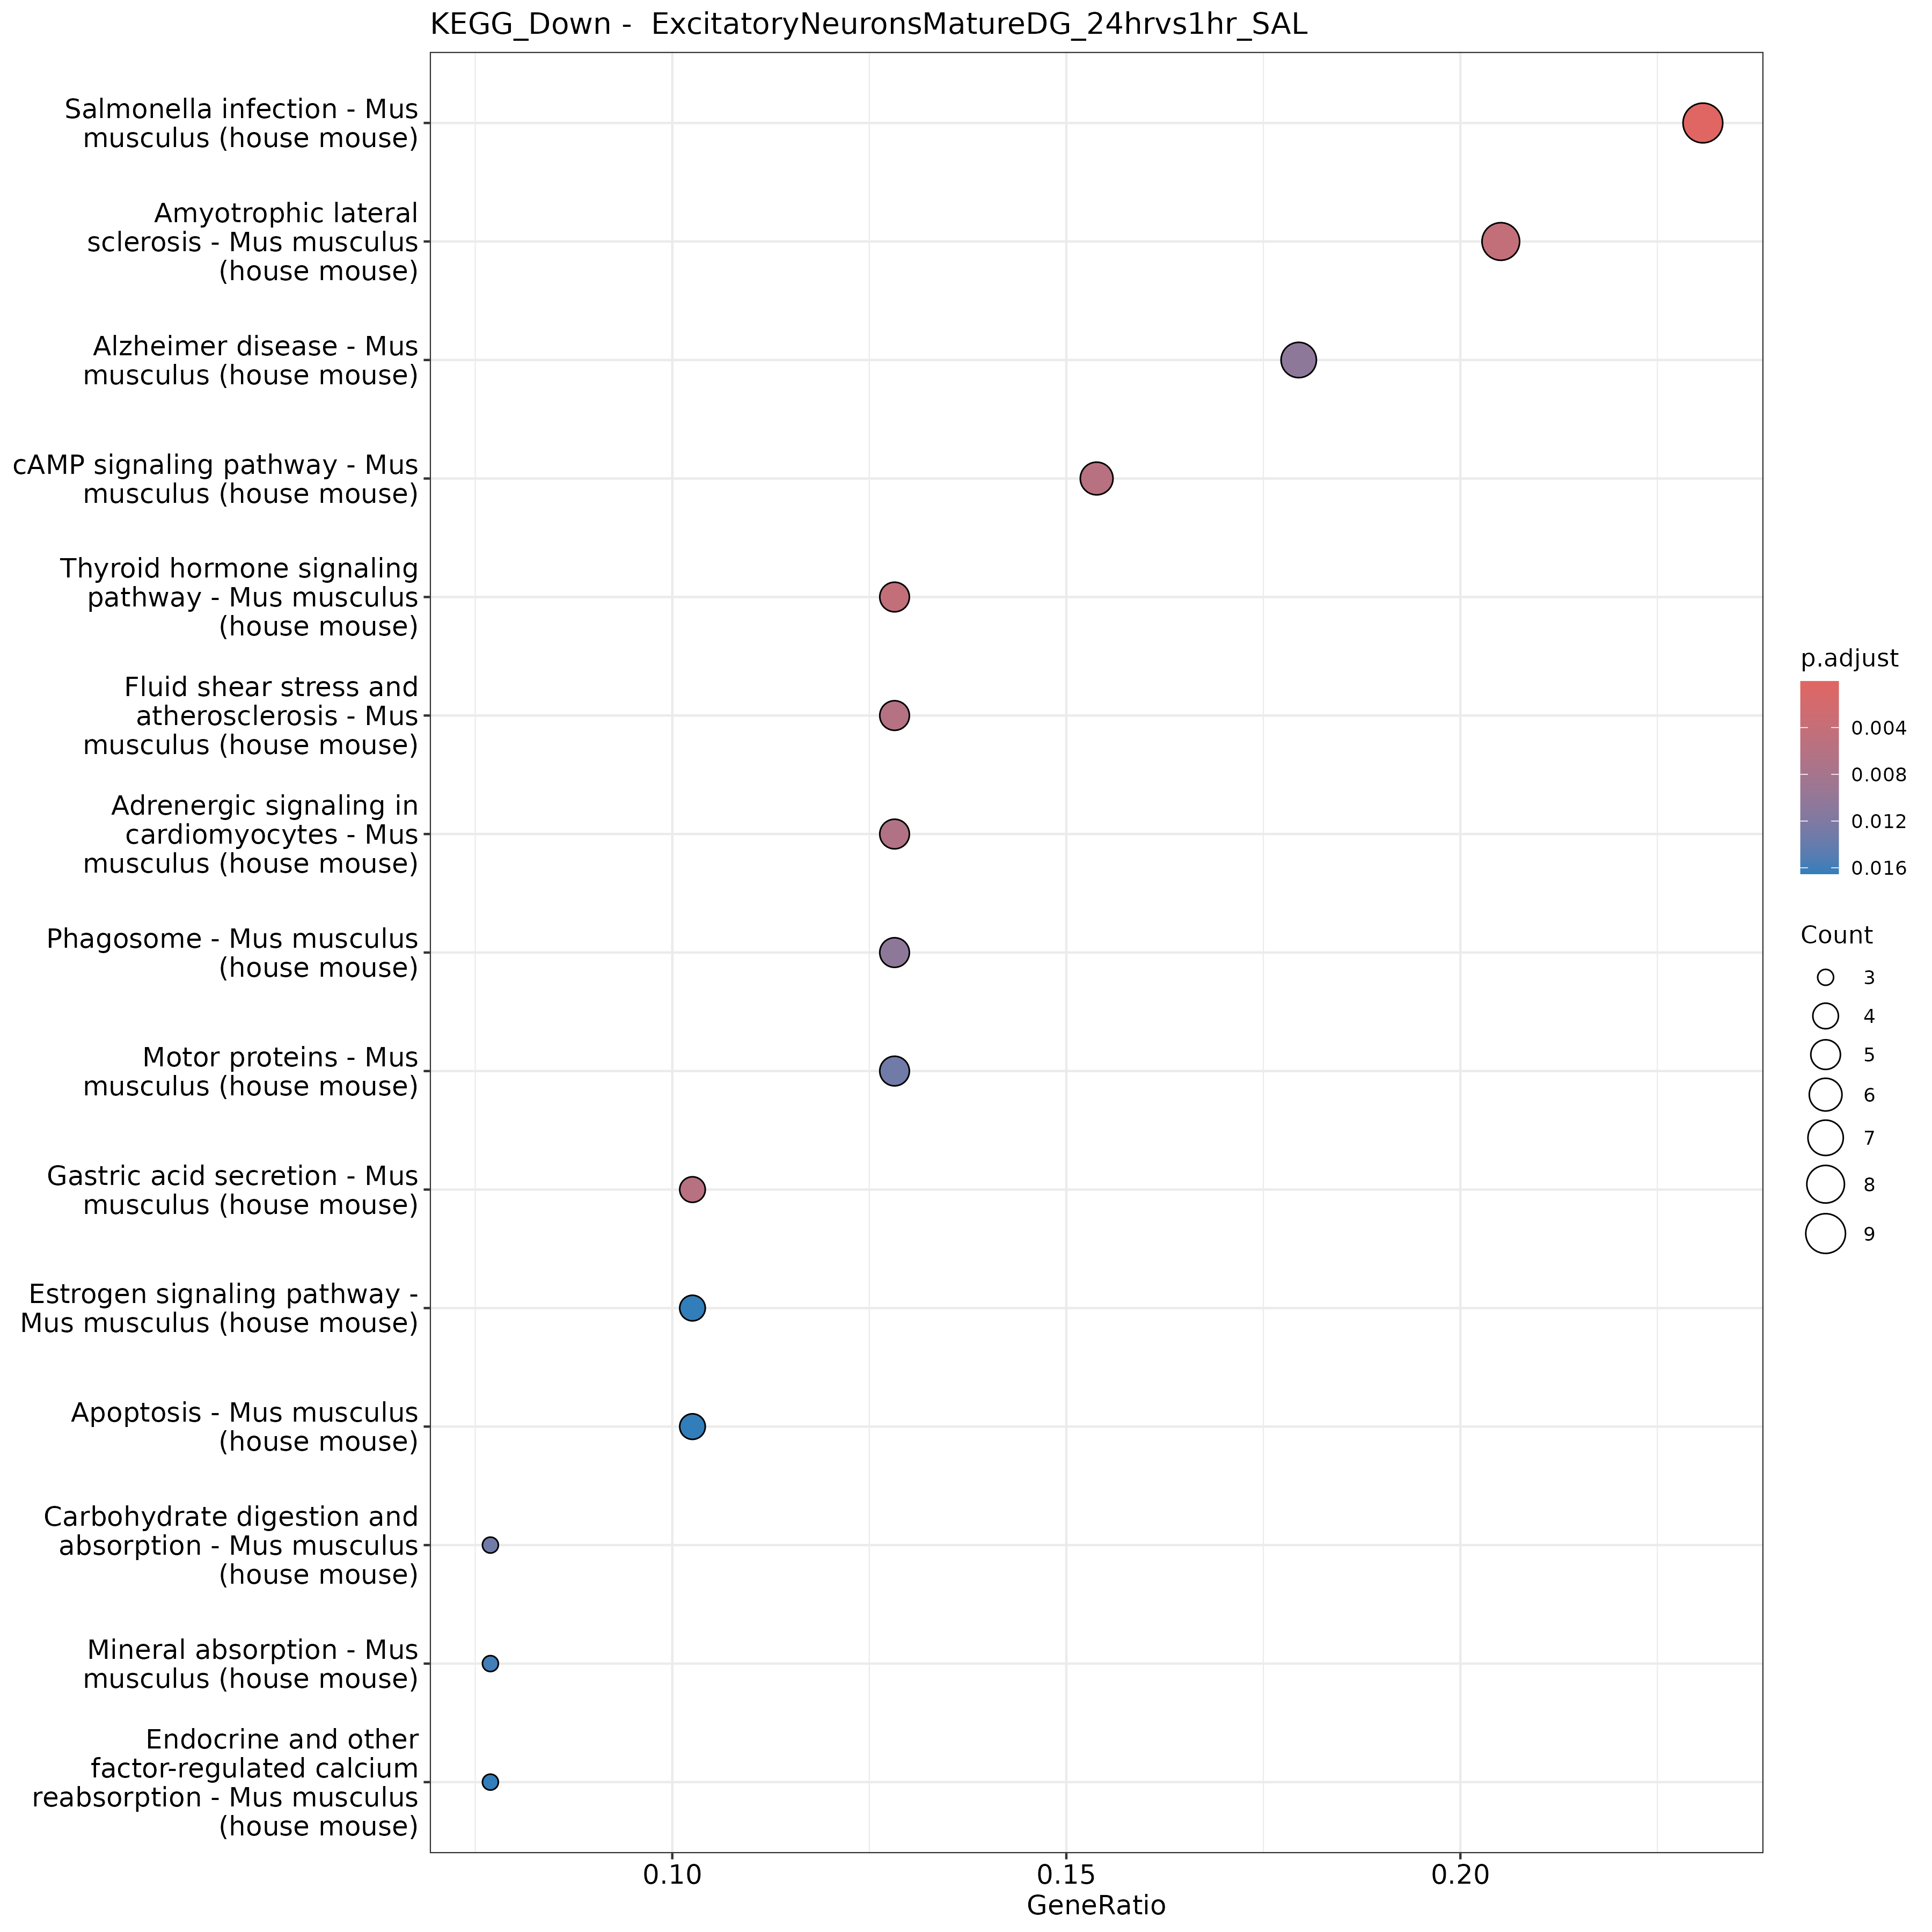 KEGG_Down -  ExcitatoryNeuronsMatureDG_24hrvs1hr_SAL
Salmonella infection - Mus
musculus (house mouse)
Amyotrophic lateral
sclerosis - Mus musculus
(house mouse)
Alzheimer disease - Mus
musculus (house mouse)
cAMP signaling pathway - Mus
musculus (house mouse)
Thyroid hormone signaling
pathway - Mus musculus
(house mouse)
Fluid shear stress and
atherosclerosis - Mus
musculus (house mouse)
Adrenergic signaling in
cardiomyocytes - Mus
musculus (house mouse)
Phagosome - Mus musculus
(house mouse)
Motor proteins - Mus
musculus (house mouse)
Gastric acid secretion - Mus
musculus (house mouse)
Estrogen signaling pathway -
Mus musculus (house mouse)
Apoptosis - Mus musculus
(house mouse)
Carbohydrate digestion and
absorption - Mus musculus
(house mouse)
Mineral absorption - Mus
musculus (house mouse)
Endocrine and other
factor-regulated calcium
reabsorption - Mus musculus
(house mouse)
0.10
0.15
0.20
GeneRatio
p.adjust
0.004
0.008
0.012
0.016
Count
3
4
5
6
7
8
9